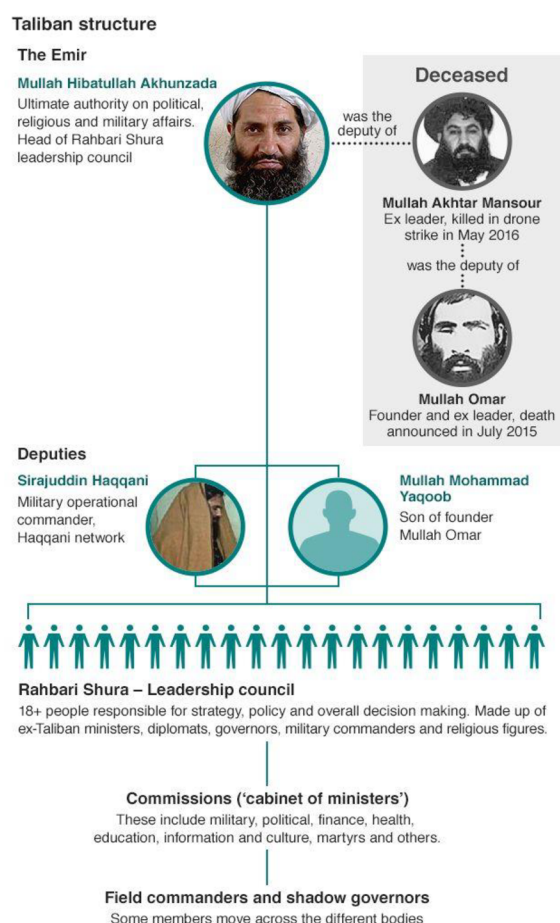 Taliban structure
The Emir
Mullah Hibatullah Akhunzada
Ultimate authority on political,
religious and military affairs.
Head of Rahbari Shura
leadership council
was the
deputy of
Deceased
Mullah Akhtar Mansour
Ex leader, killed in drone
strike in May 2016
was the deputy of
Mullah Omar
Founder and ex leader, death
announced in July 2015
Deputies
Sirajuddin Haqqani
Military operational
commander,
Haqqani network
Mullah Mohammad
Yaqoob
Son of founder
Mullah Omar
Rahbari Shura – Leadership council
18+ people responsible for strategy, policy and overall decision making. Made up of
ex-Taliban ministers, diplomats, governors, military commanders and religious figures.
Commissions (‘cabinet of ministers’)
These include military, political, finance, health,
education, information and culture, martyrs and others.
Field commanders and shadow governors
Some members move across the different bodies